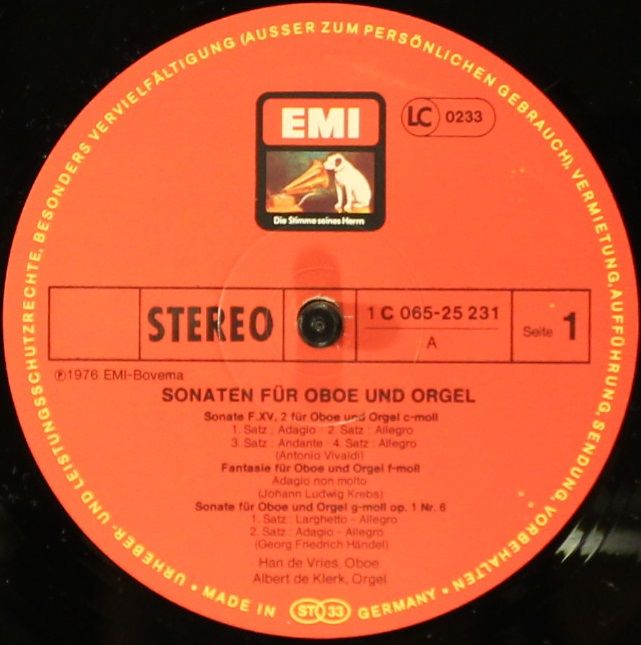 URHEBER- UND LEISTUNGSSCHUTZRECHTE, BESONDERS VERVIELFÄLTIGUNG (AUSSER ZUM PERSÖNLICHEN GEBRAUCH), VERMIETUNG, AUFFÜHRUNG, SENDUNG, VORBEHALTEN
EMI
LC 0233
Die Stimme seines Herrn
STEREO
1 C 065-25 231
A
Seite 1
℗1976 EMI-Bovema
SONATEN FÜR OBOE UND ORGEL
Sonate F.XV, 2 für Oboe und Orgel c-moll
1. Satz: Adagio · 2. Satz: Allegro
3. Satz: Andante · 4. Satz: Allegro
(Antonio Vivaldi)
Fantasie für Oboe und Orgel f-moll
Adagio non molto
(Johann Ludwig Krebs)
Sonate für Oboe und Orgel g-moll op. 1 Nr. 6
1. Satz: Larghetto - Allegro
2. Satz: Adagio - Allegro
(Georg Friedrich Händel)
Han de Vries, Oboe
Albert de Klerk, Orgel
• MADE IN ST 33 GERMANY •